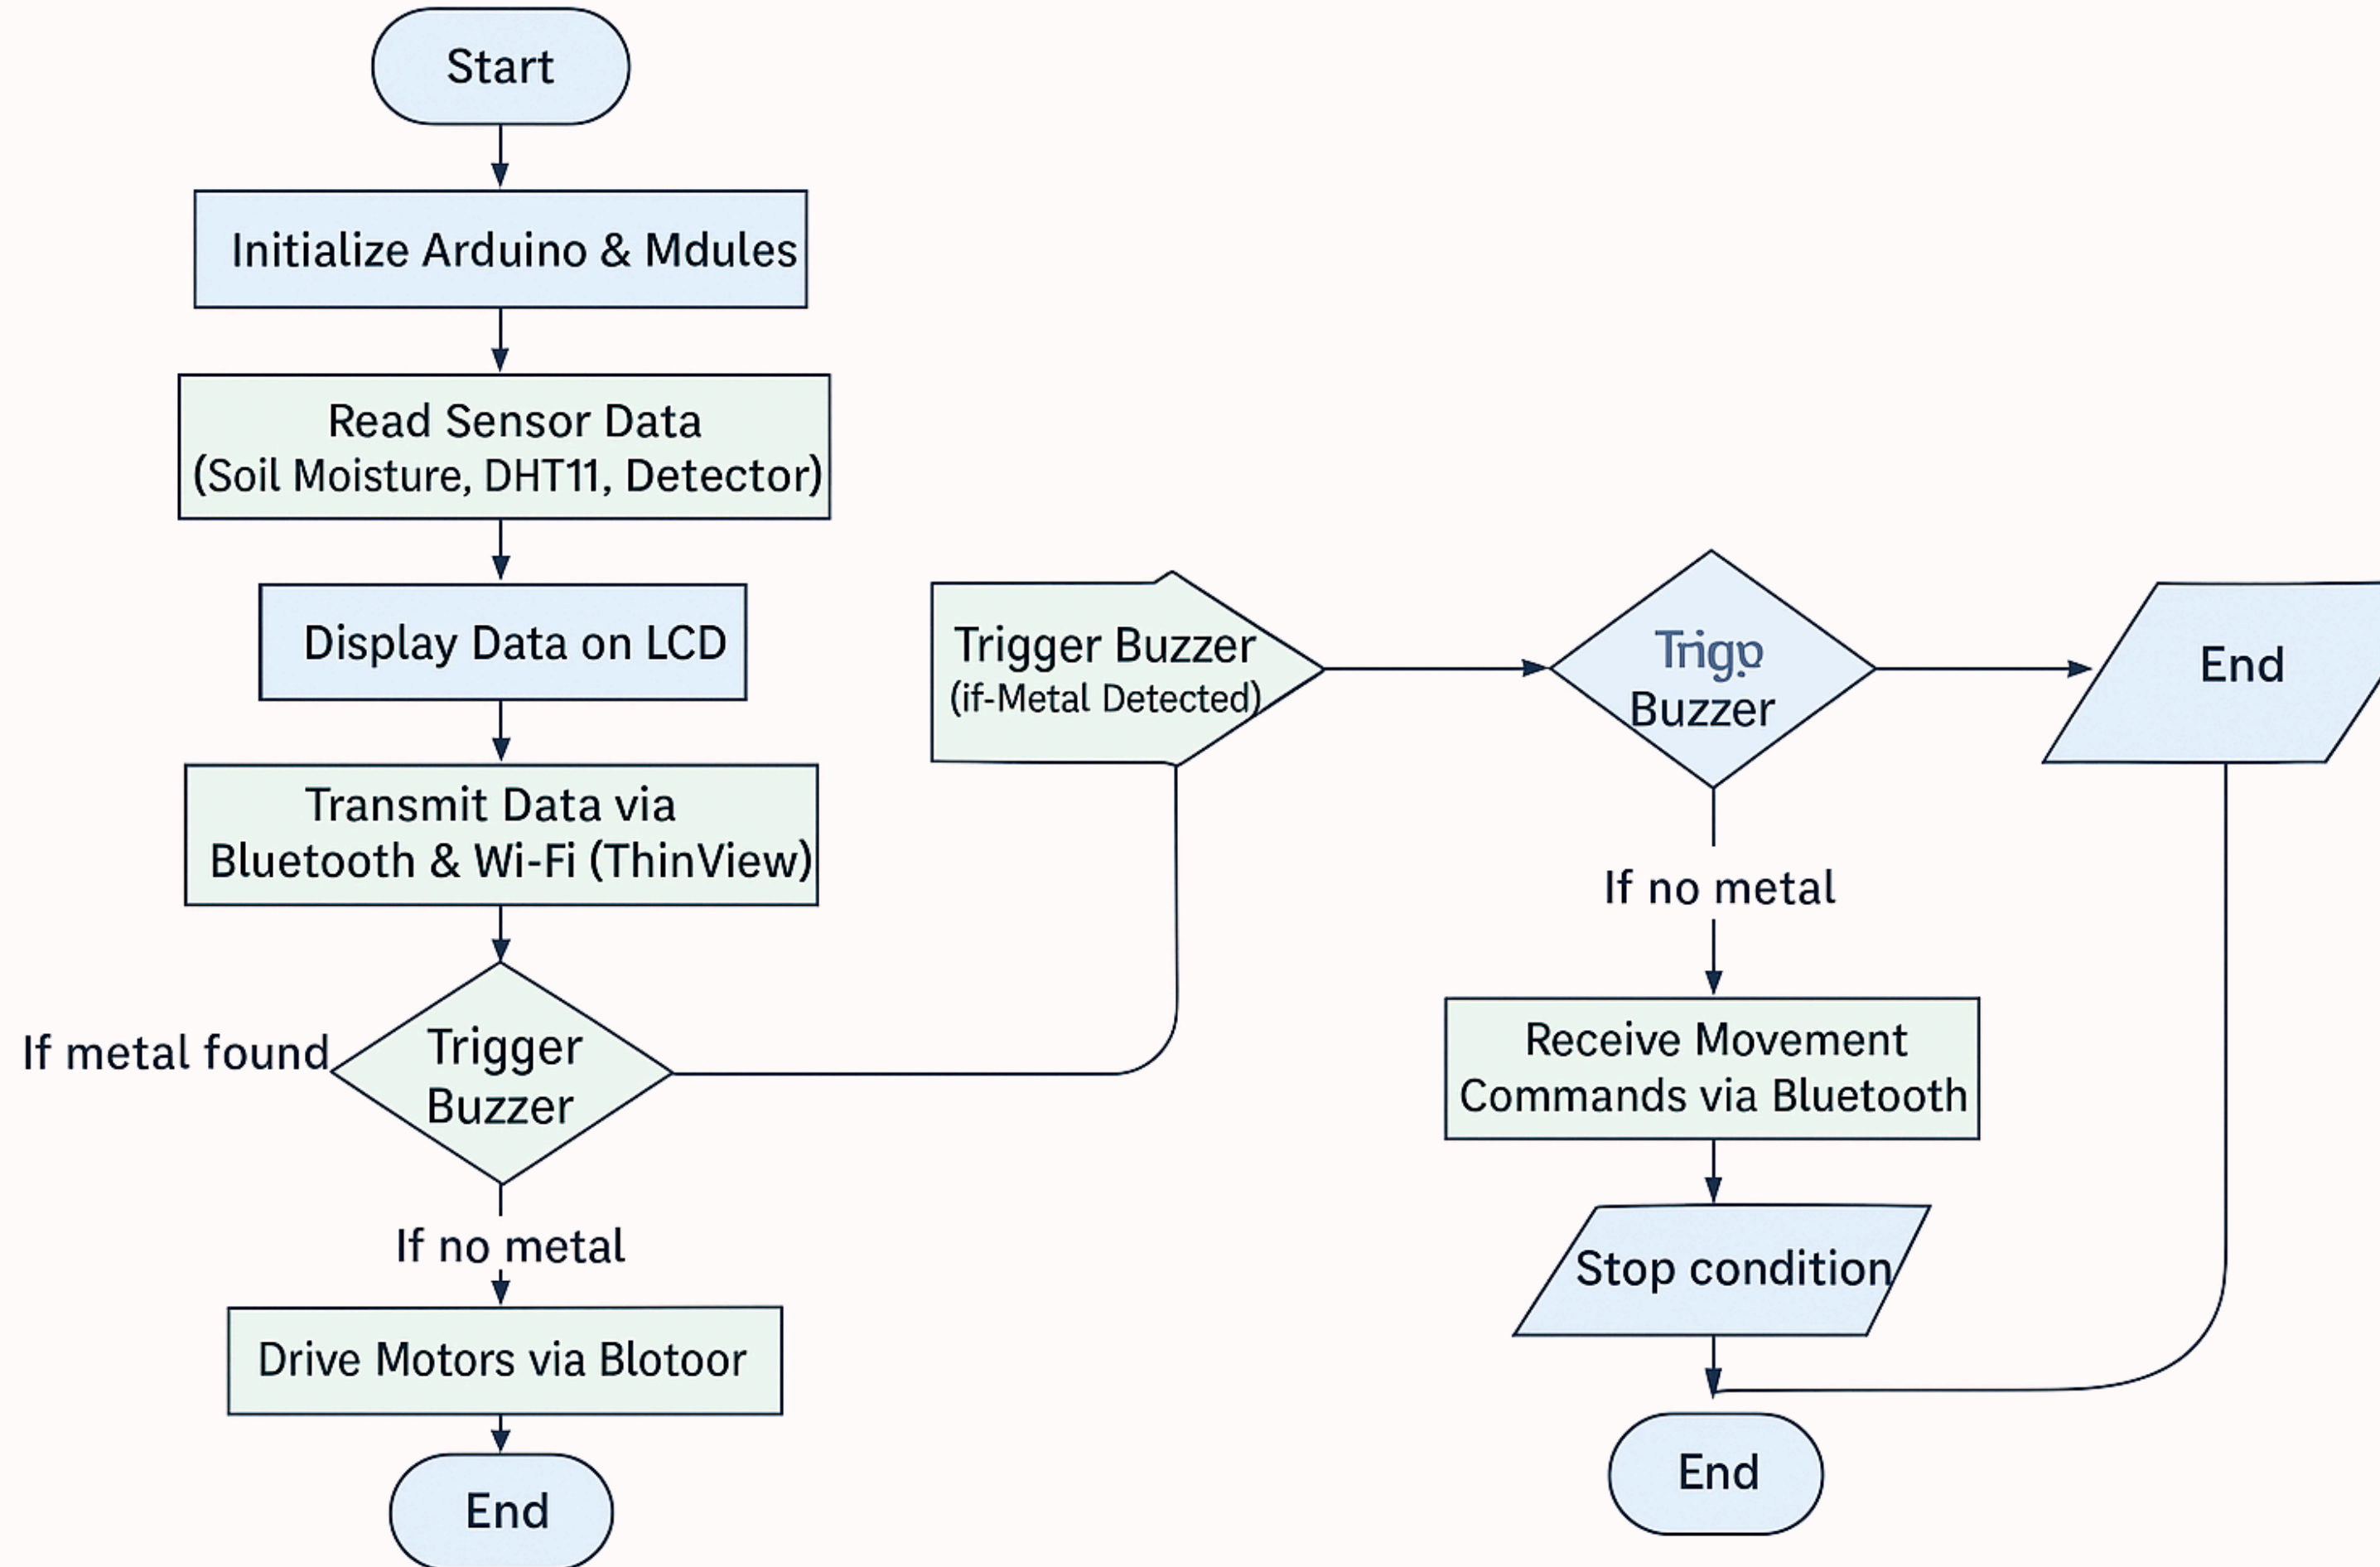 Start
Initialize Arduino & Mdules
Read Sensor Data
(Soil Moisture, DHT11, Detector)
Display Data on LCD
Transmit Data via
Bluetooth & Wi-Fi (ThinView)
If metal found
Trigger
Buzzer
If no metal
Drive Motors via Blotoor
End
Trigger Buzzer
(if-Metal Detected)
Buzzer
If no metal
Receive Movement
Commands via Bluetooth
Stop condition
End
End